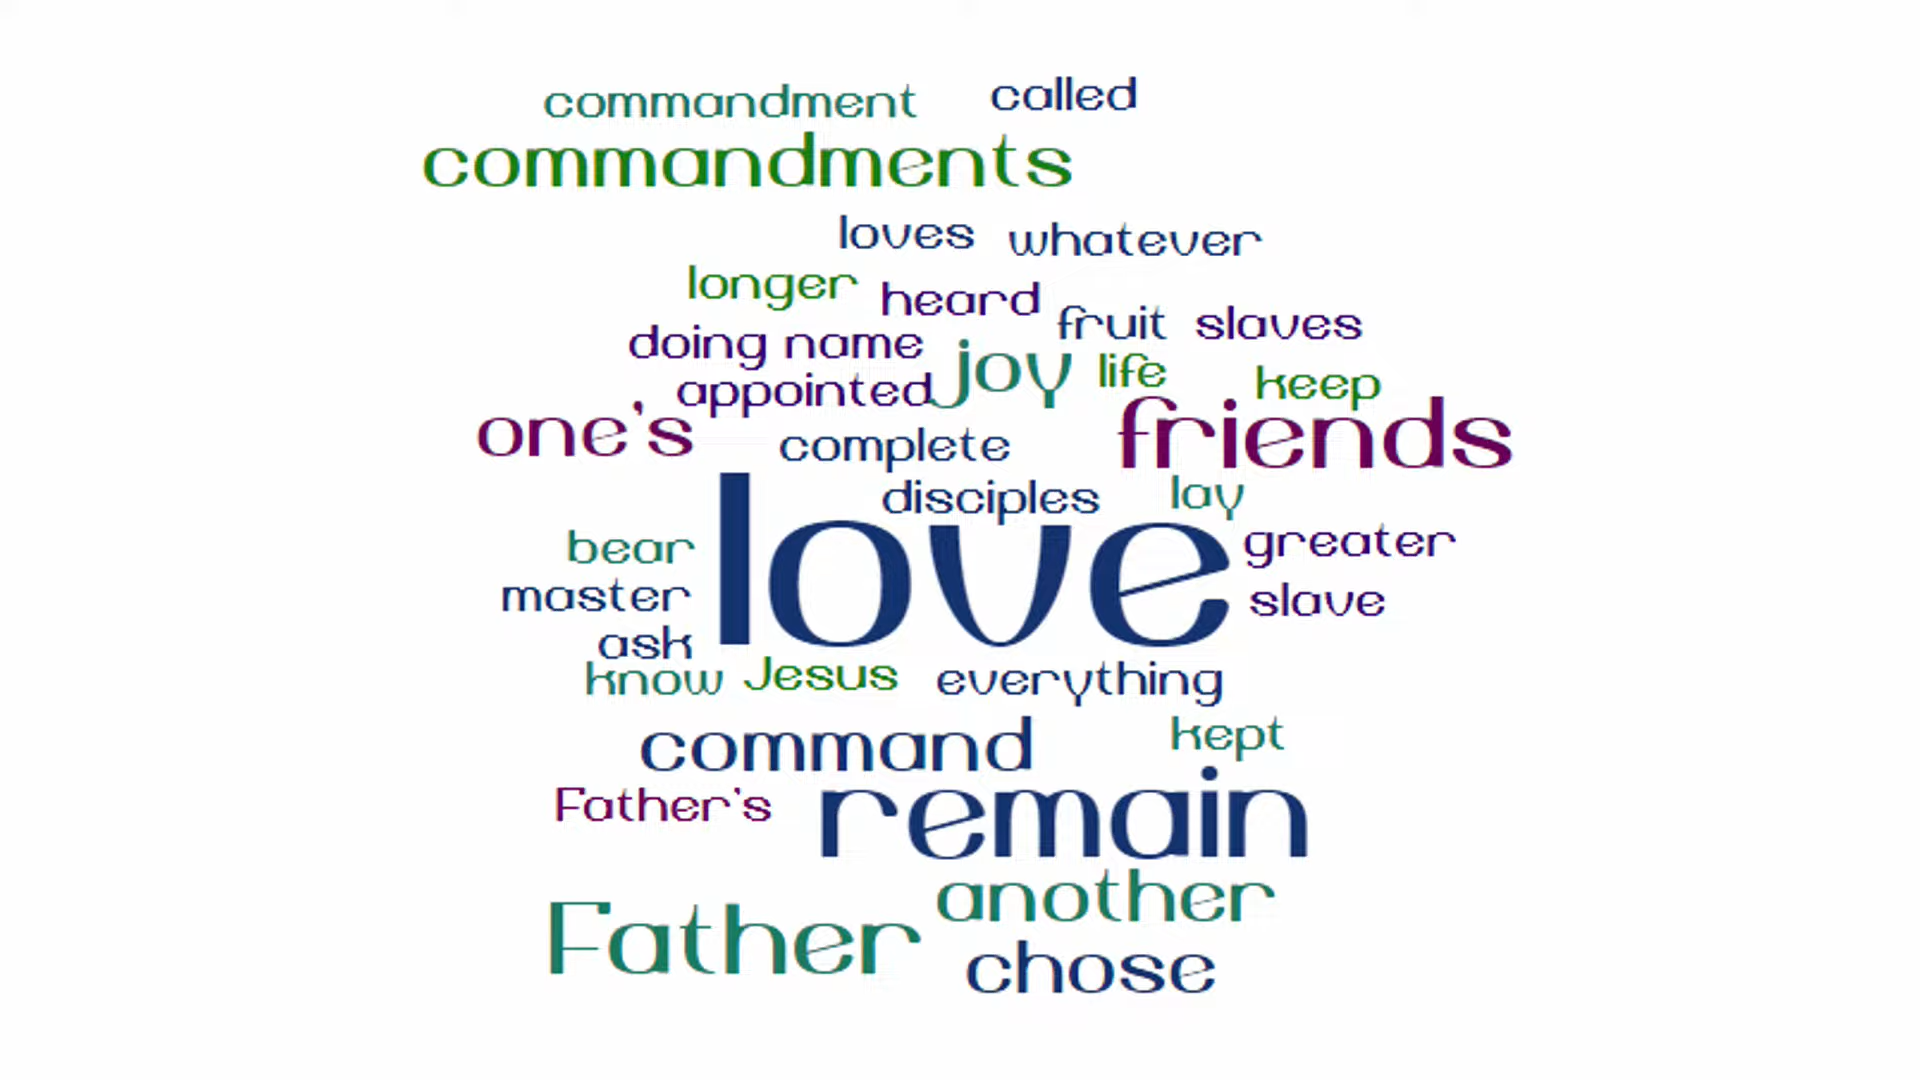 commandment called
commandments
loves whatever
longer heard
fruit slaves
doing name
joy life keep
appointed
one's complete friends
disciples lay
love
bear greater
master slave
ask
know Jesus everything
command kept
Father's remain
another
Father
chose